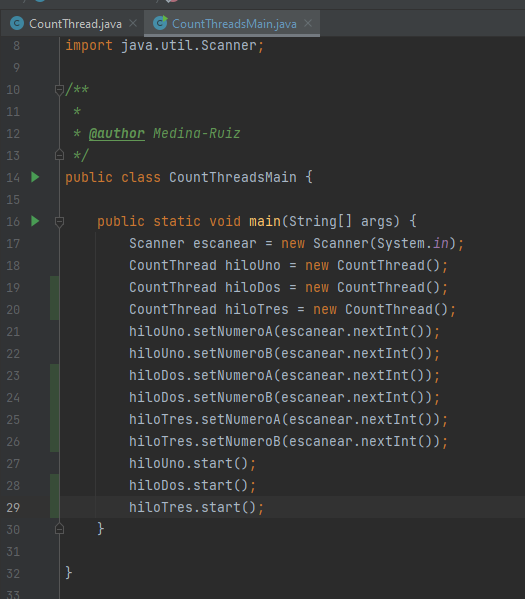 CountThread.java × CountThreadsMain.java ×
8 import java.util.Scanner;
9
10 /**
11 *
12 * @author Medina-Ruiz
13 */
14 public class CountThreadsMain {
15
16 public static void main(String[] args) {
17 Scanner escanear = new Scanner(System.in);
18 CountThread hiloUno = new CountThread();
19 CountThread hiloDos = new CountThread();
20 CountThread hiloTres = new CountThread();
21 hiloUno.setNumeroA(escanear.nextInt());
22 hiloUno.setNumeroB(escanear.nextInt());
23 hiloDos.setNumeroA(escanear.nextInt());
24 hiloDos.setNumeroB(escanear.nextInt());
25 hiloTres.setNumeroA(escanear.nextInt());
26 hiloTres.setNumeroB(escanear.nextInt());
27 hiloUno.start();
28 hiloDos.start();
29 hiloTres.start();
30 }
31
32 }
33